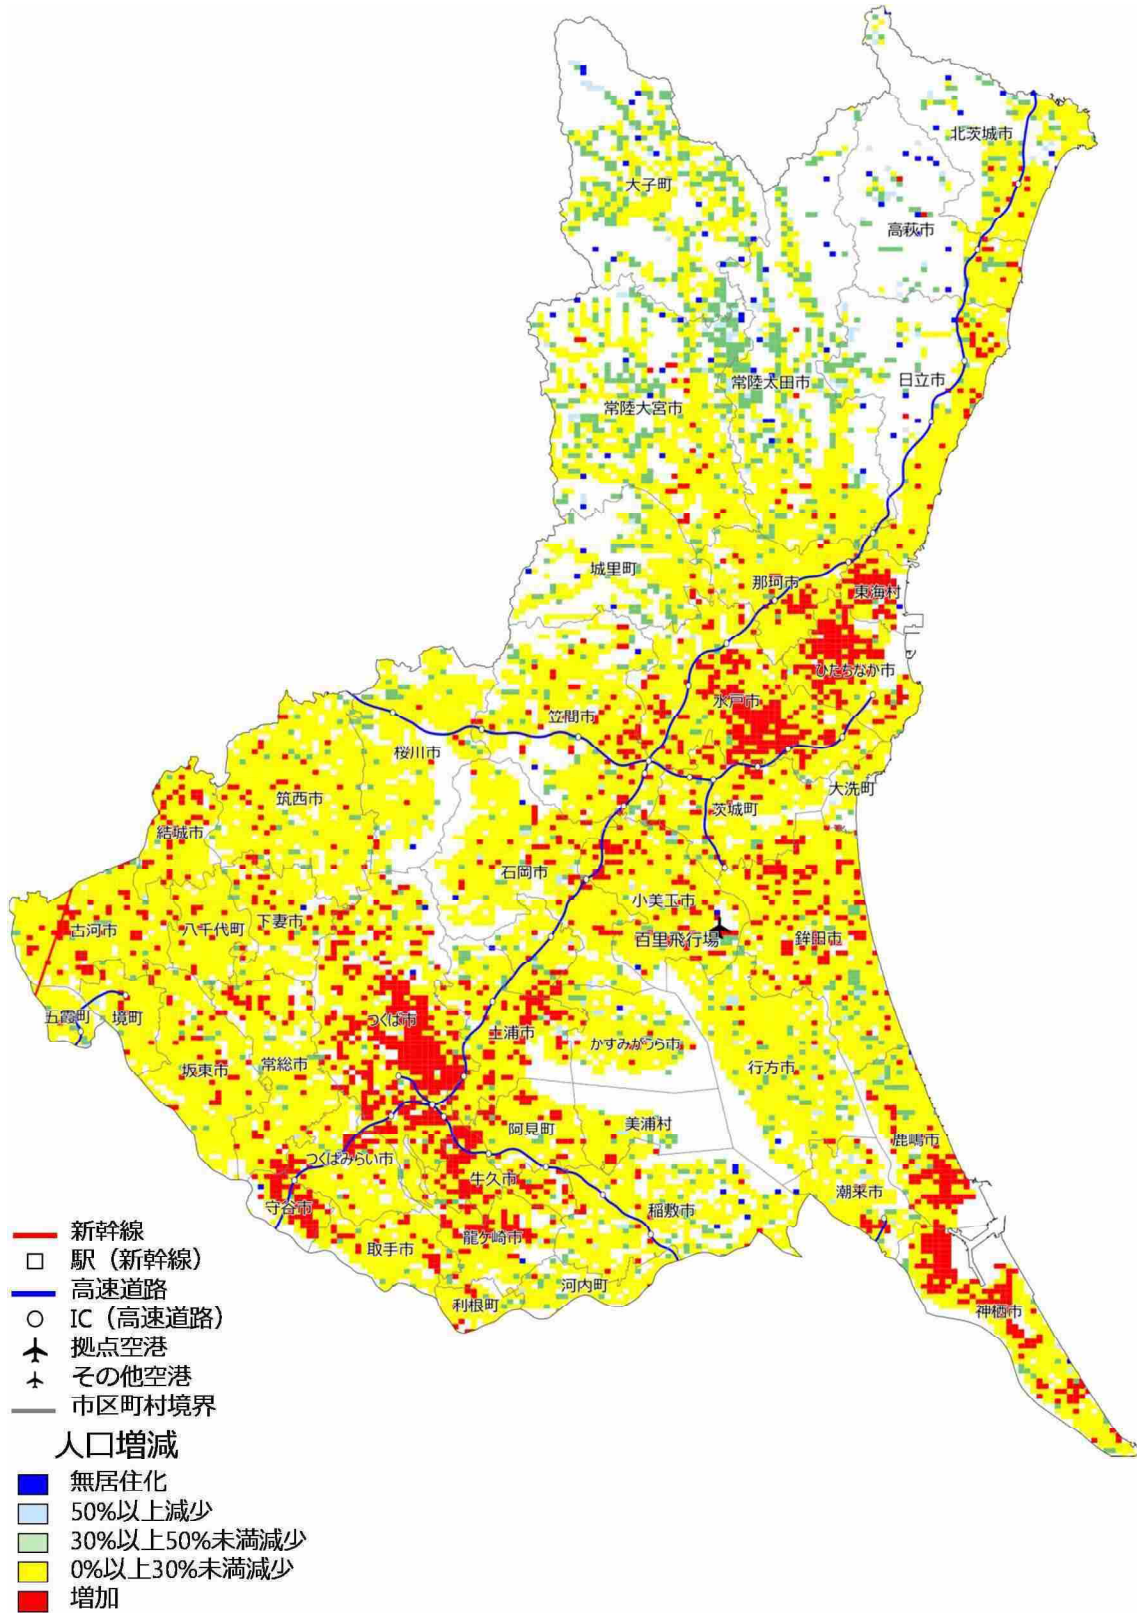 北茨城市
大子町
高萩市
常陸太田市
日立市
常陸大宮市
城里町
那珂市
東海村
ひたちなか市
水戸市
笠間市
桜川市
大洗町
筑西市
茨城町
結城市
石岡市
小美玉市
下妻市
古河市
八千代町
百里飛行場
鉾田市
つくば市
五霞町
境町
土浦市
かすみがうら市
坂東市
常総市
行方市
阿見町
美浦村
鹿嶋市
つくばみらい市
牛久市
潮来市
守谷市
稲敷市
取手市
龍ヶ崎市
河内町
利根町
神栖市
新幹線
駅（新幹線）
高速道路
IC（高速道路）
拠点空港
その他空港
市区町村境界
人口増減
無居住化
50%以上減少
30%以上50%未満減少
0%以上30%未満減少
増加